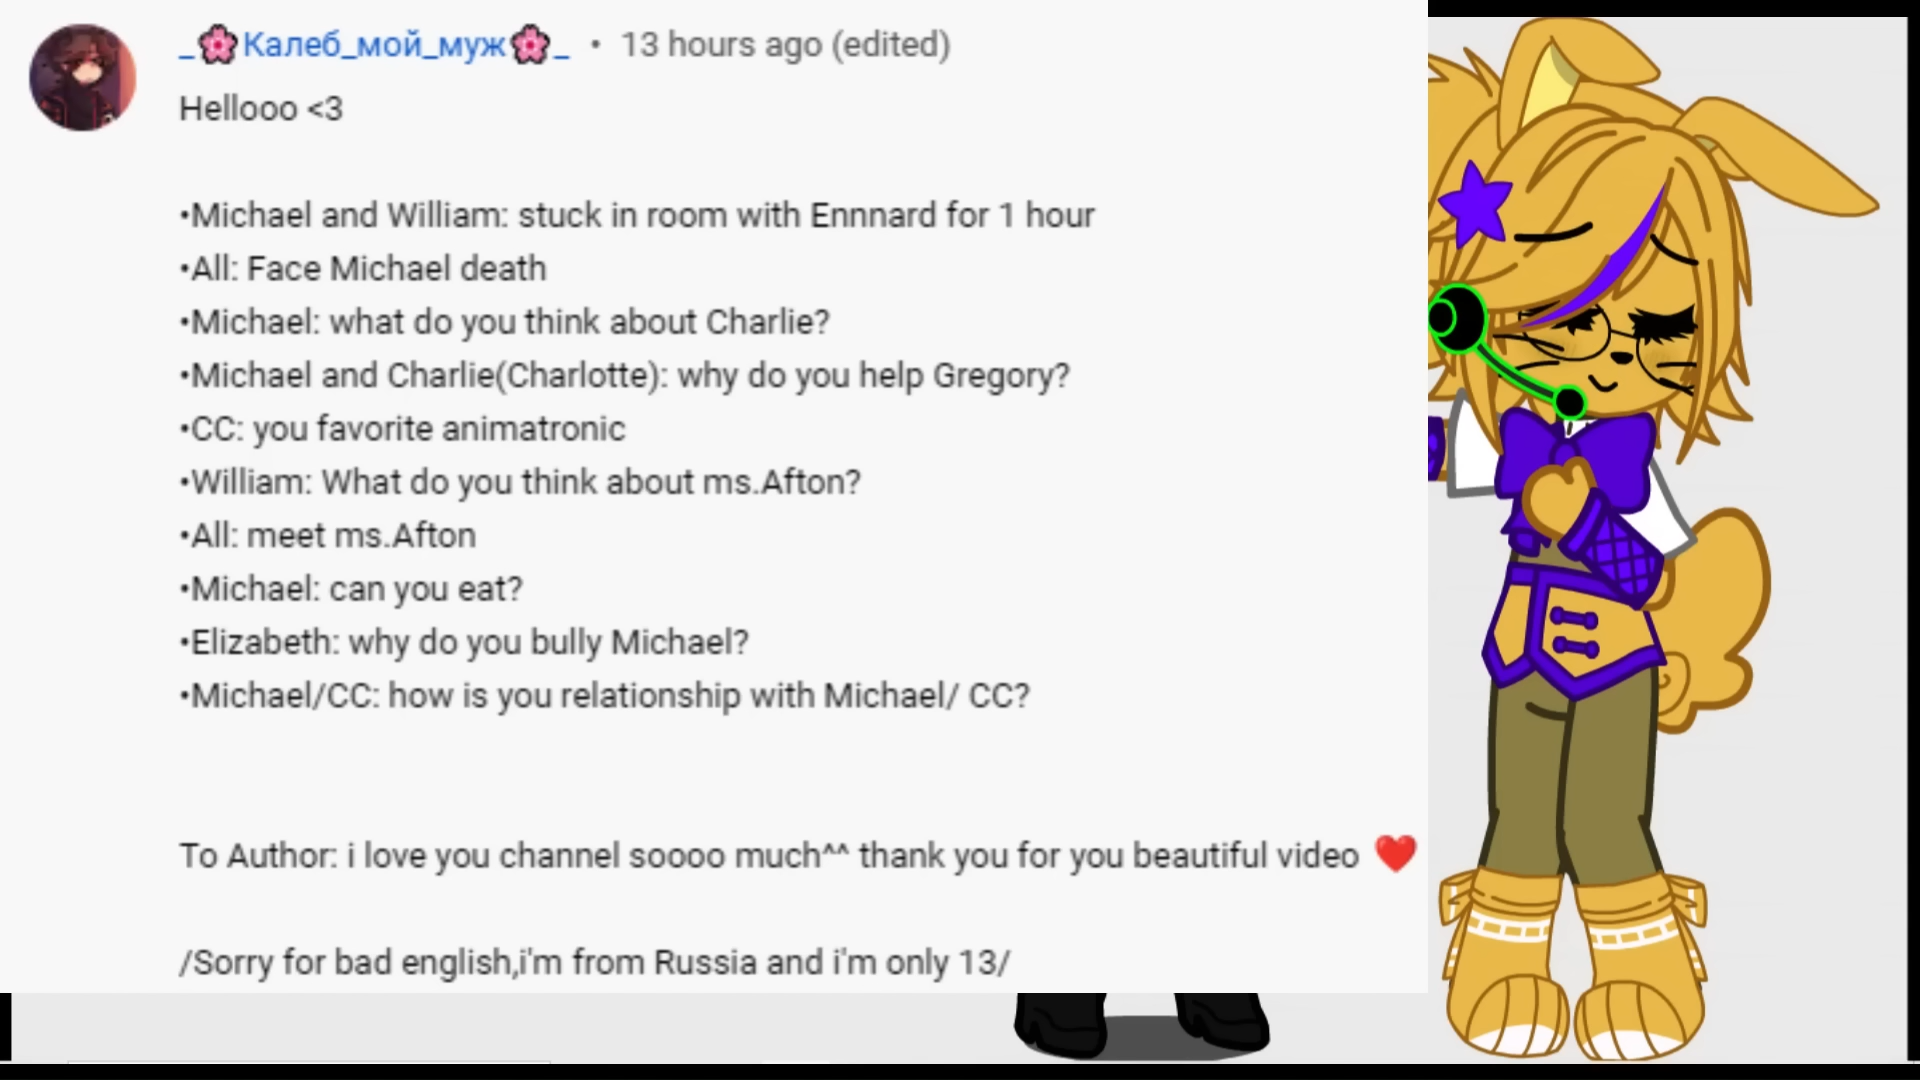 _🌸Калеб_мой_муж🌸_ • 13 hours ago (edited)
Hellooo <3
•Michael and William: stuck in room with Ennnard for 1 hour
•All: Face Michael death
•Michael: what do you think about Charlie?
•Michael and Charlie(Charlotte): why do you help Gregory?
•CC: you favorite animatronic
•William: What do you think about ms.Afton?
•All: meet ms.Afton
•Michael: can you eat?
•Elizabeth: why do you bully Michael?
•Michael/CC: how is you relationship with Michael/ CC?
To Author: i love you channel soooo much^^ thank you for you beautiful video ❤️
/Sorry for bad english,i'm from Russia and i'm only 13/